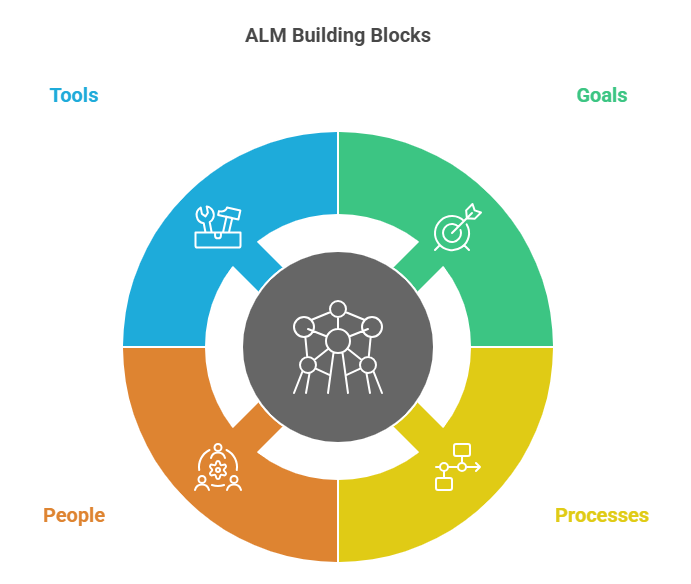 ALM Building Blocks
Tools
Goals
People
Processes